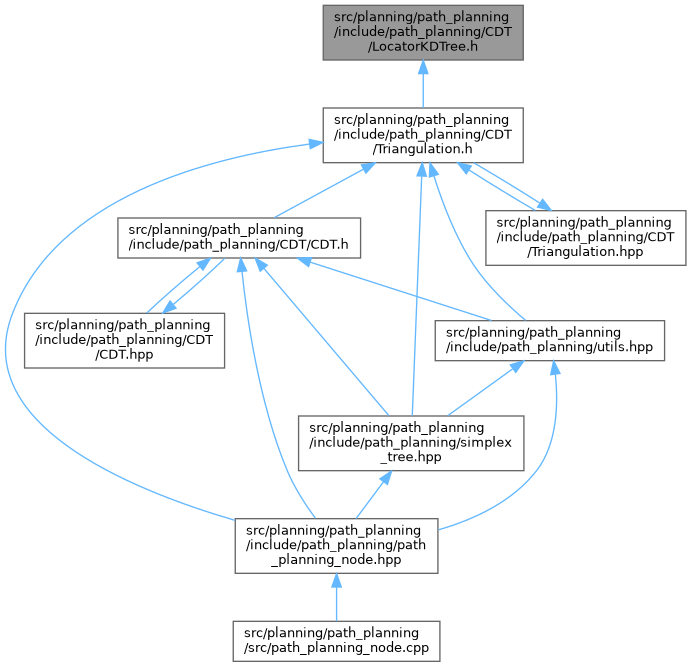 src/planning/path_planning
/include/path_planning/CDT
/LocatorKDTree.h
src/planning/path_planning
/include/path_planning/CDT
/Triangulation.h
src/planning/path_planning
/include/path_planning/CDT/CDT.h
src/planning/path_planning
/include/path_planning/CDT
/Triangulation.hpp
src/planning/path_planning
/include/path_planning/CDT
/CDT.hpp
src/planning/path_planning
/include/path_planning/utils.hpp
src/planning/path_planning
/include/path_planning/simplex
_tree.hpp
src/planning/path_planning
/include/path_planning/path
_planning_node.hpp
src/planning/path_planning
/src/path_planning_node.cpp